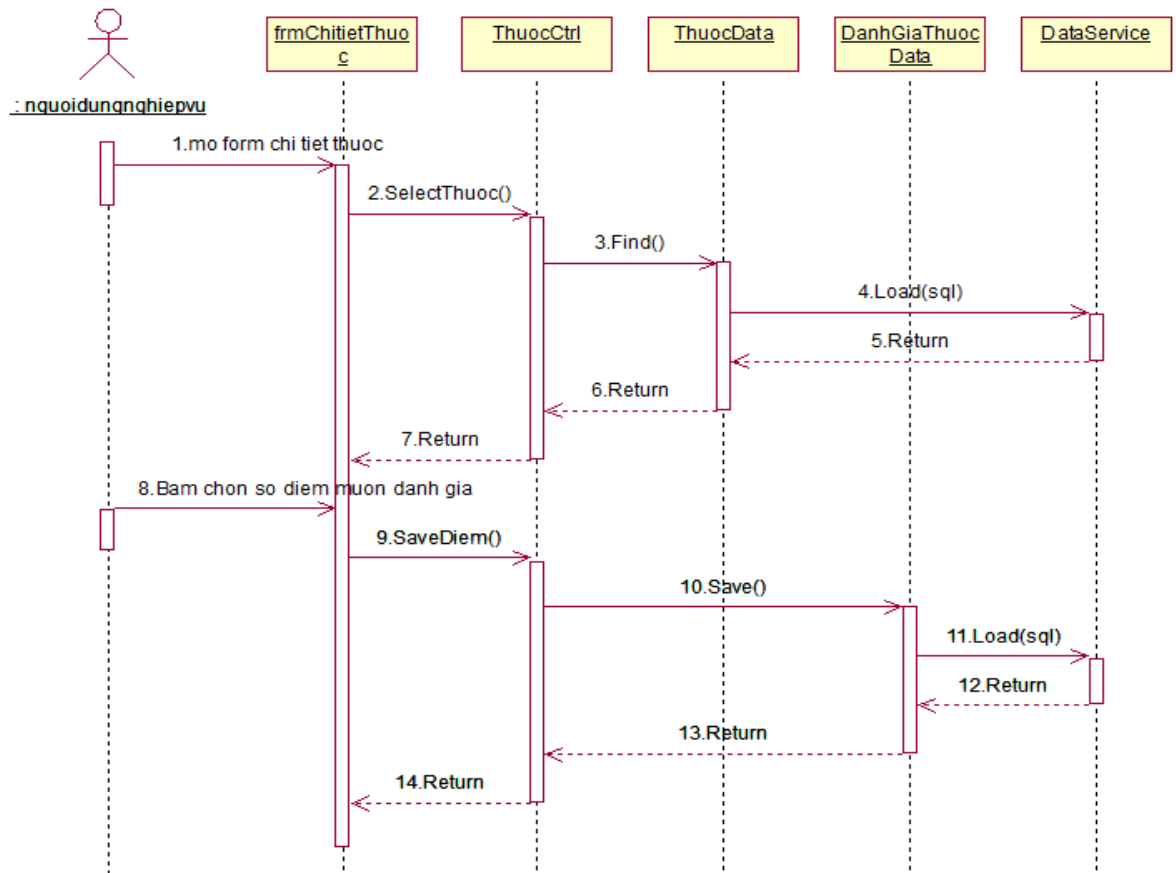 frmChitietThuo
c
ThuocCtrl
ThuocData
DanhGiaThuoc
Data
DataService
: nguoidungnghiepvu
1.mo form chi tiet thuoc
2.SelectThuoc()
3.Find()
4.Load(sql)
5.Return
6.Return
7.Return
8.Bam chon so diem muon danh gia
9.SaveDiem()
10.Save()
11.Load(sql)
12.Return
13.Return
14.Return